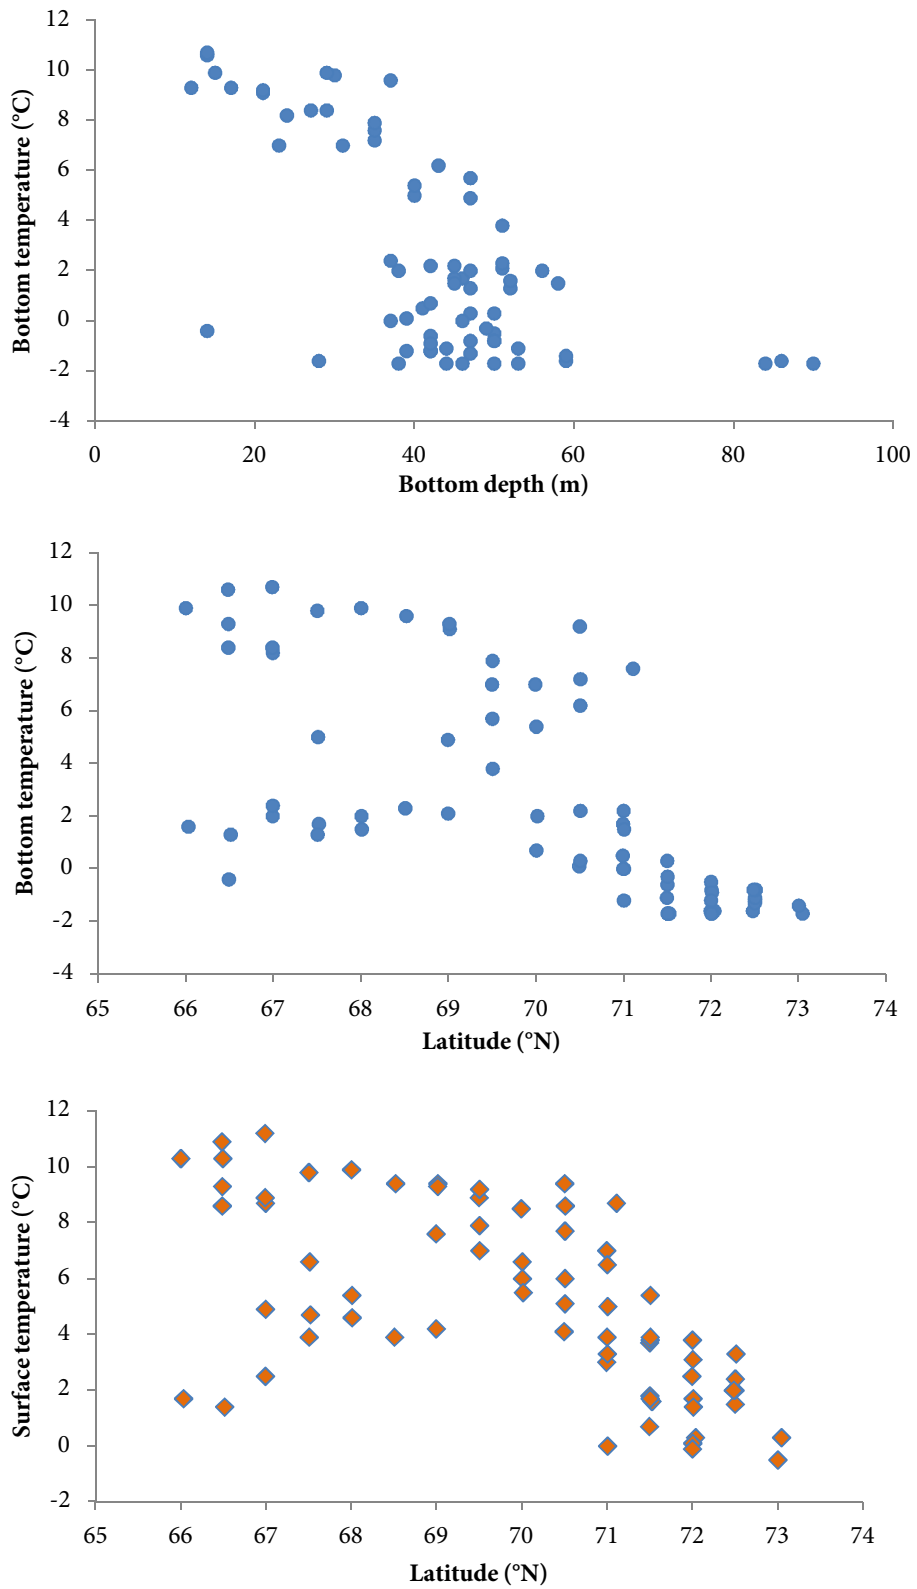 12
10
8
6
4
2
0
-2
-4
Bottom temperature (°C)
0 20 40 60 80 100
Bottom depth (m)
12
10
8
6
4
2
0
-2
-4
Bottom temperature (°C)
65 66 67 68 69 70 71 72 73 74
Latitude (°N)
12
10
8
6
4
2
0
-2
Surface temperature (°C)
65 66 67 68 69 70 71 72 73 74
Latitude (°N)